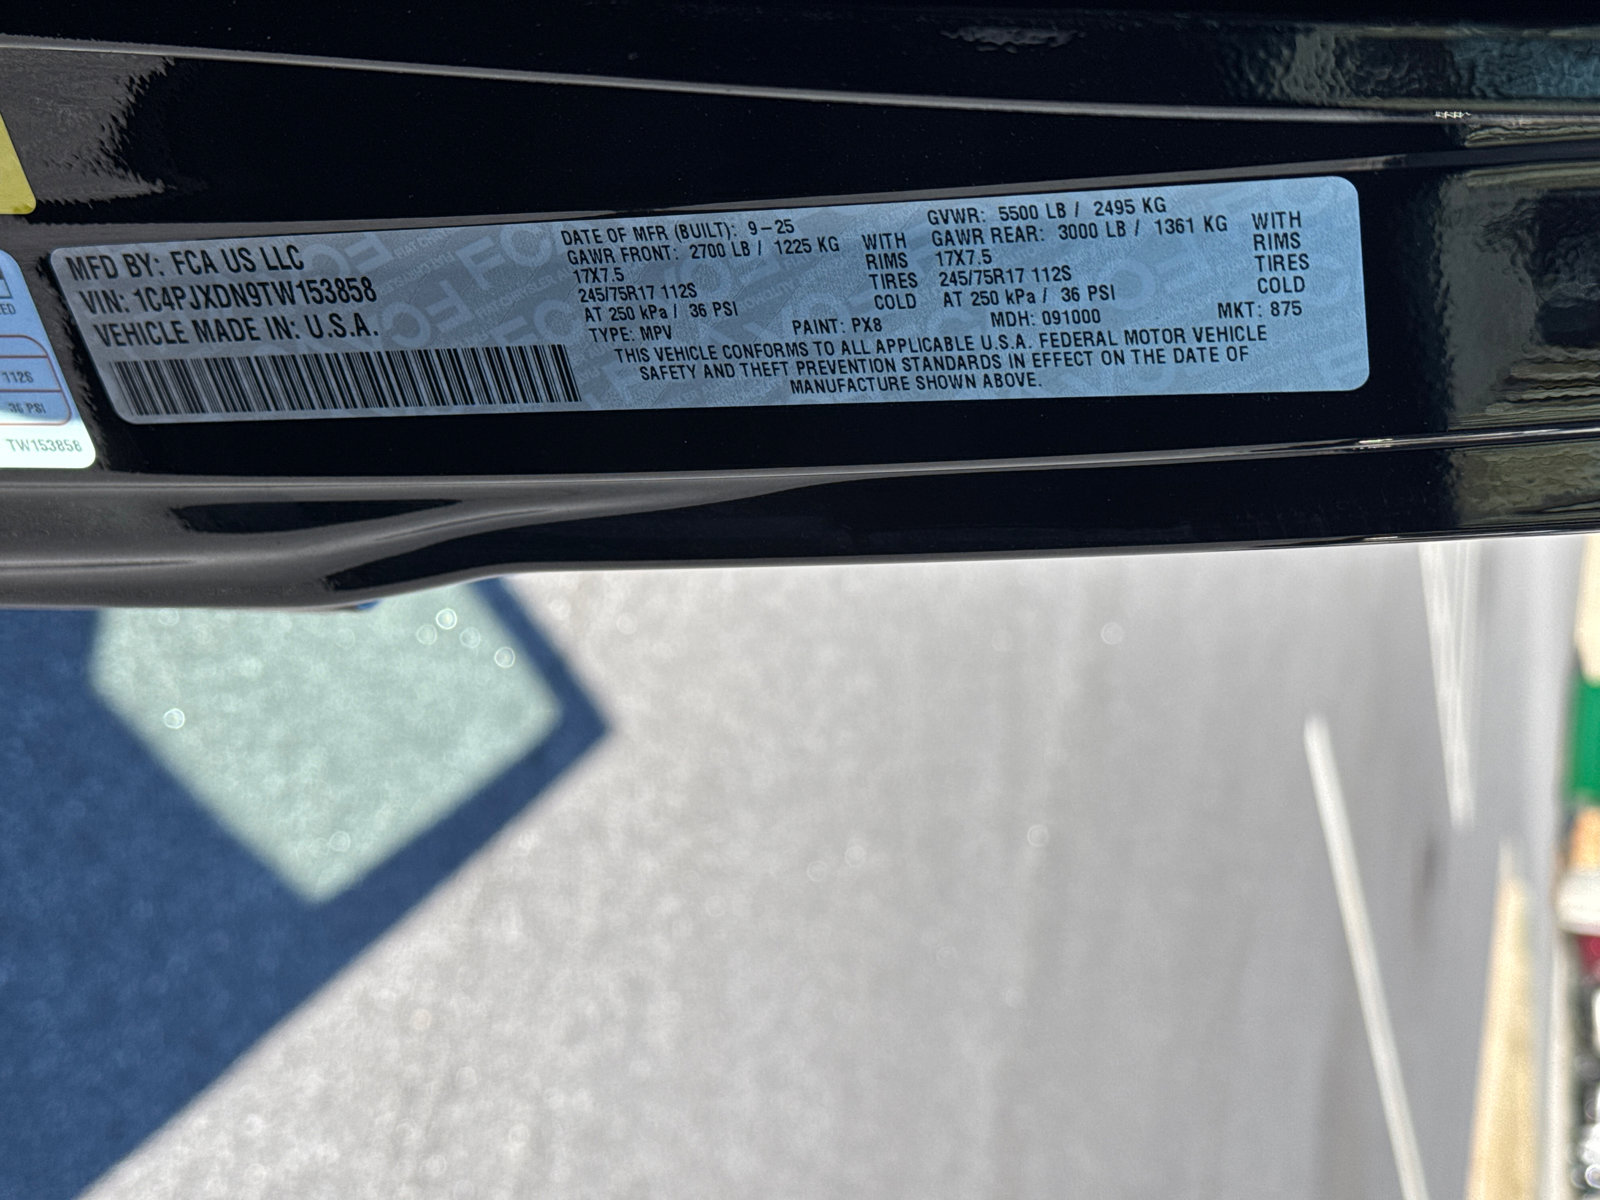 MFD BY: FCA US LLC
VIN: 1C4PJXDN9TW153858
VEHICLE MADE IN: U.S.A.
DATE OF MFR (BUILT): 9-25
GVWR: 5500 LB / 2495 KG
GAWR FRONT: 2700 LB / 1225 KG WITH
17X7.5 RIMS
245/75R17 112S TIRES
AT 250 kPa / 36 PSI COLD
GAWR REAR: 3000 LB / 1361 KG WITH
17X7.5 RIMS
245/75R17 112S TIRES
AT 250 kPa / 36 PSI COLD
TYPE: MPV PAINT: PX8 MDH: 091000 MKT: 875
THIS VEHICLE CONFORMS TO ALL APPLICABLE U.S.A. FEDERAL MOTOR VEHICLE
SAFETY AND THEFT PREVENTION STANDARDS IN EFFECT ON THE DATE OF
MANUFACTURE SHOWN ABOVE.
112S
36 PSI
TW153858